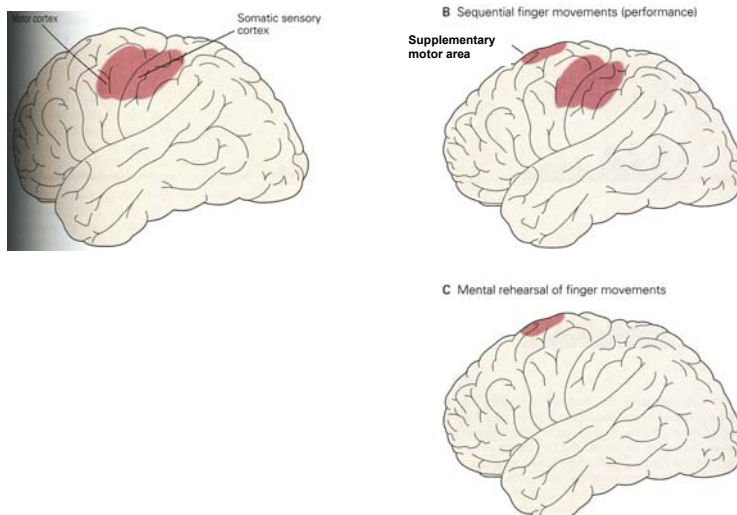 Motor cortex
Somatic sensory
cortex
B Sequential finger movements (performance)
Supplementary
motor area
C Mental rehearsal of finger movements